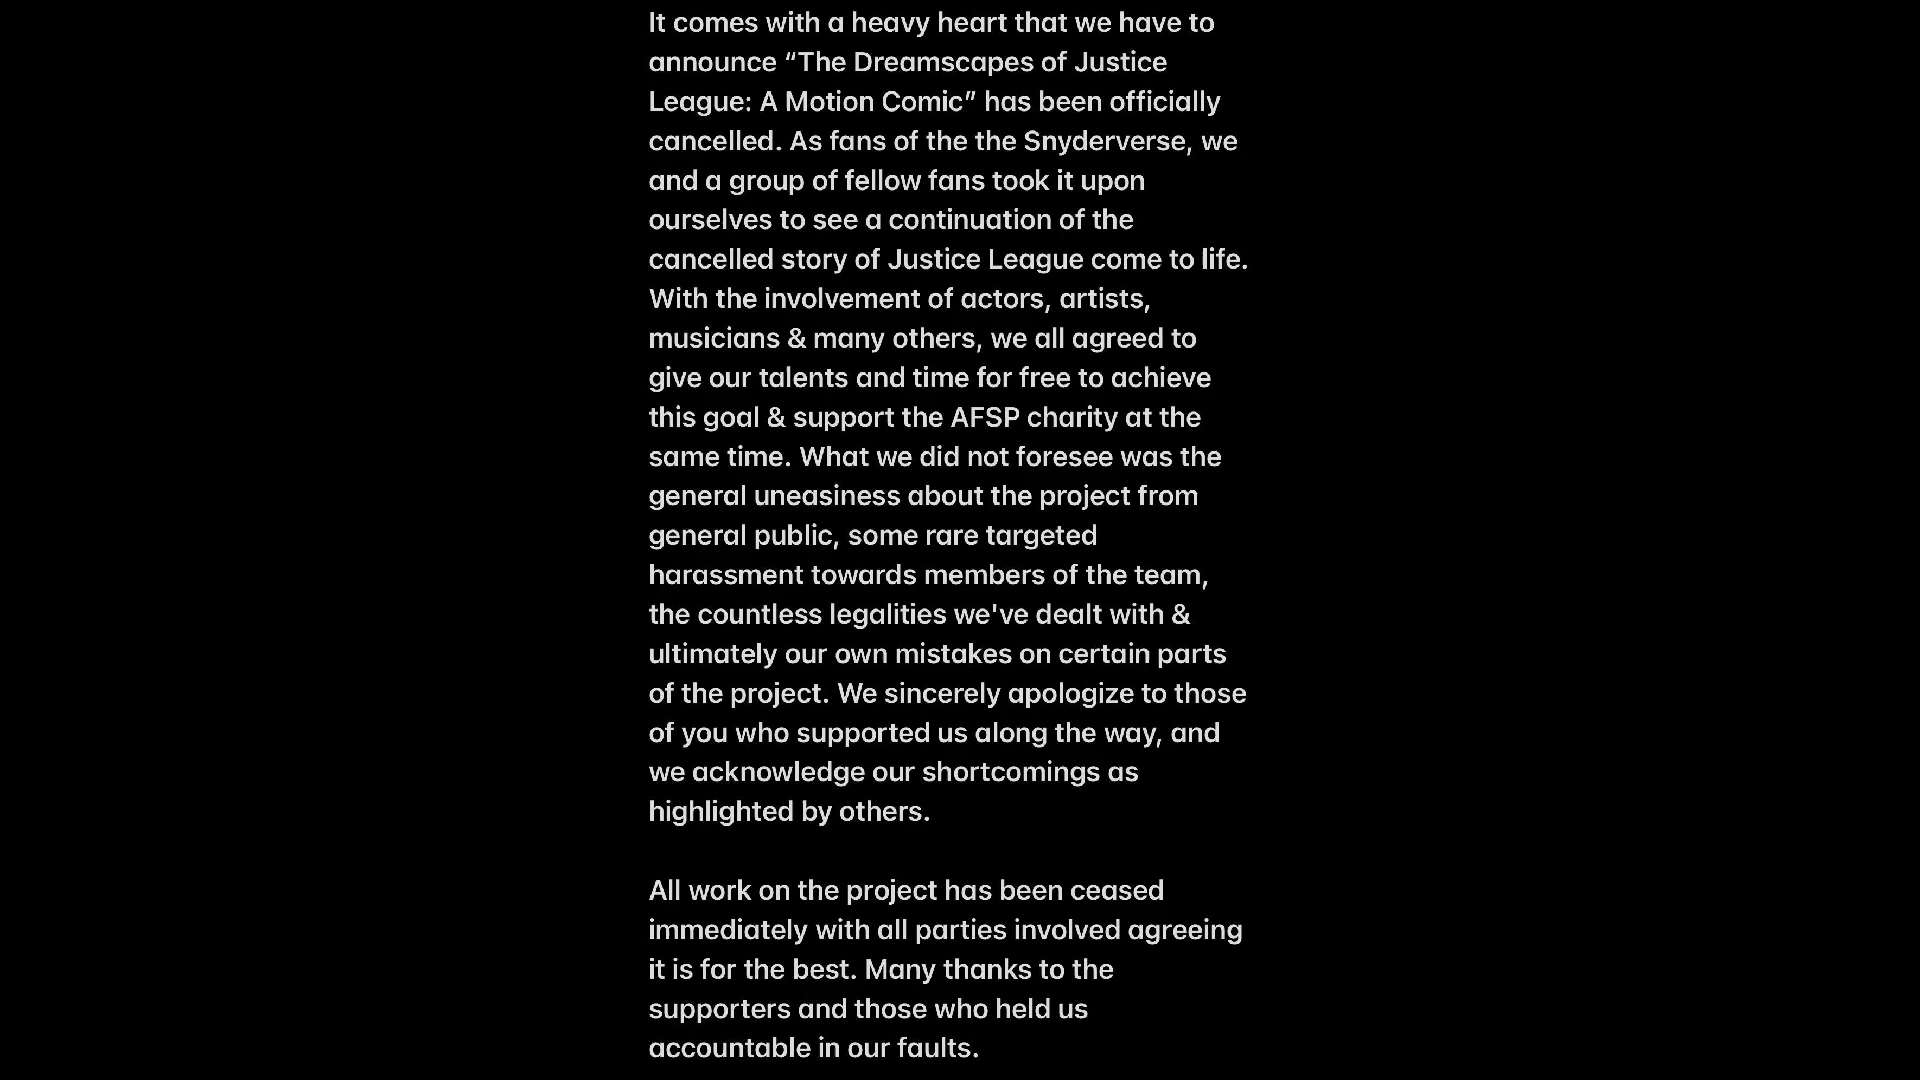 It comes with a heavy heart that we have to
announce “The Dreamscapes of Justice
League: A Motion Comic” has been officially
cancelled. As fans of the the Snyderverse, we
and a group of fellow fans took it upon
ourselves to see a continuation of the
cancelled story of Justice League come to life.
With the involvement of actors, artists,
musicians & many others, we all agreed to
give our talents and time for free to achieve
this goal & support the AFSP charity at the
same time. What we did not foresee was the
general uneasiness about the project from
general public, some rare targeted
harassment towards members of the team,
the countless legalities we've dealt with &
ultimately our own mistakes on certain parts
of the project. We sincerely apologize to those
of you who supported us along the way, and
we acknowledge our shortcomings as
highlighted by others.
All work on the project has been ceased
immediately with all parties involved agreeing
it is for the best. Many thanks to the
supporters and those who held us
accountable in our faults.